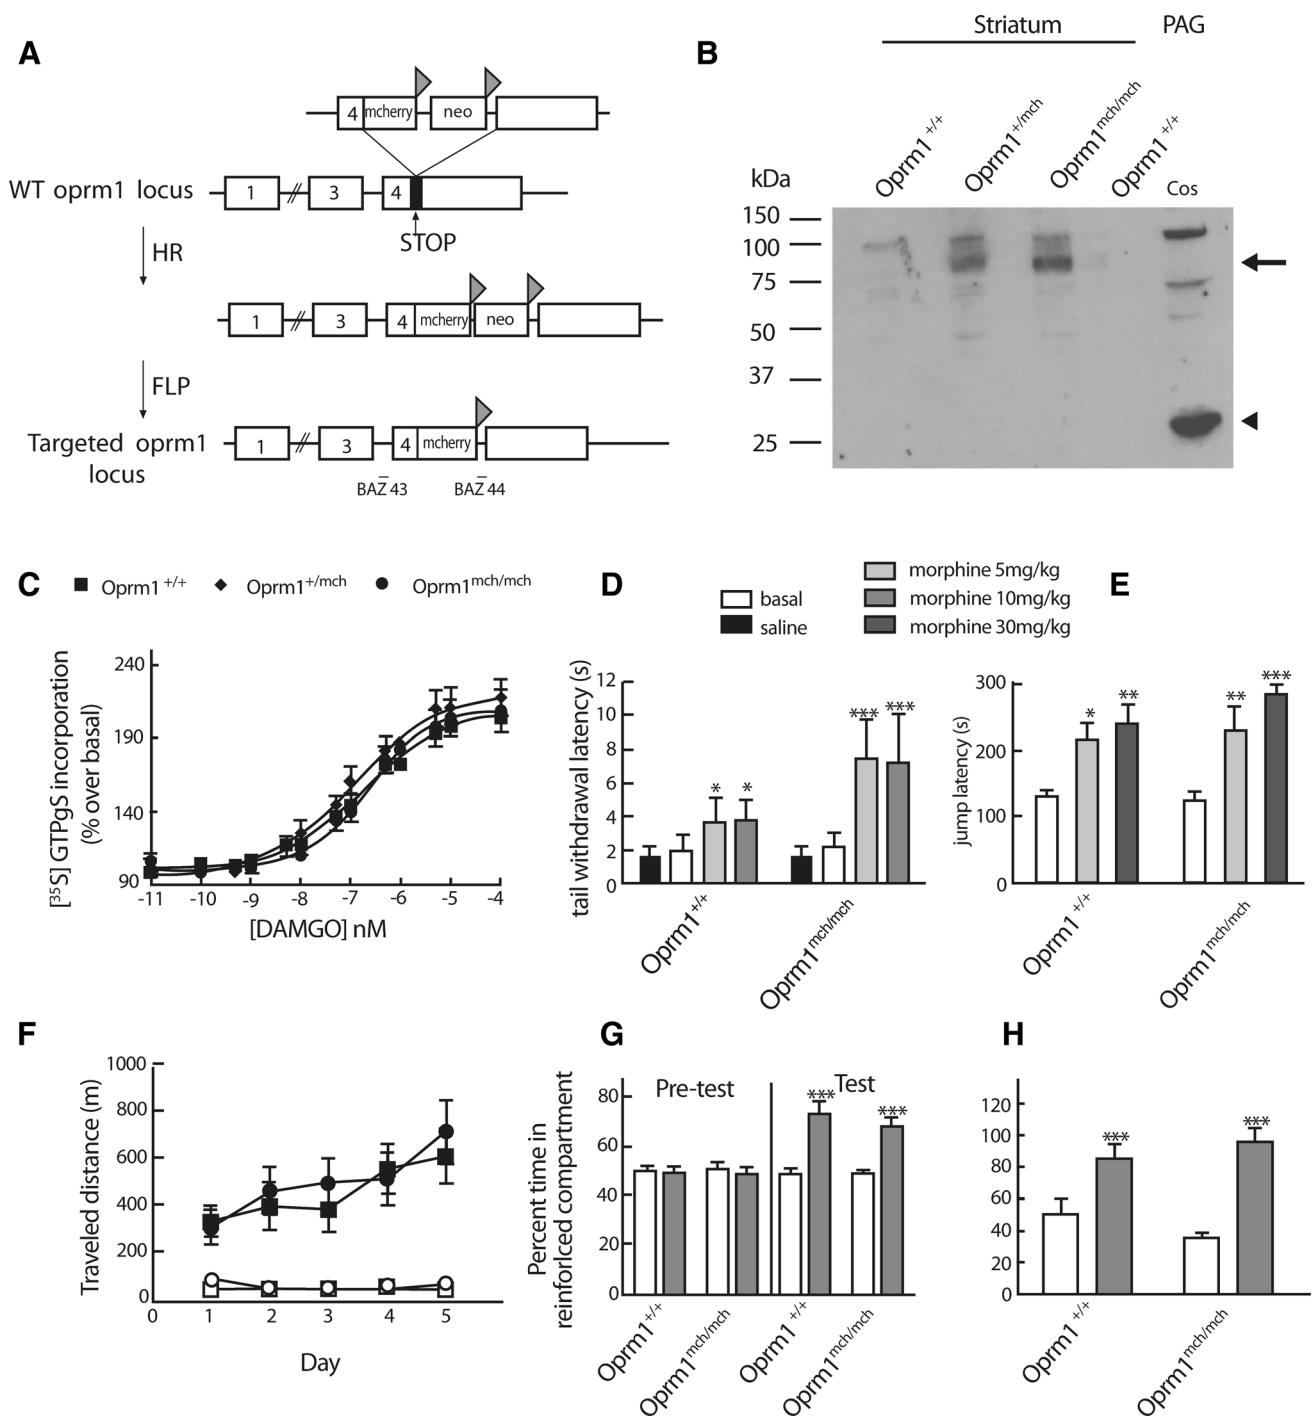 A
4 mcherry neo
WT oprm1 locus 1 3 4
STOP
HR
1 3 4 mcherry neo
FLP
Targeted oprm1
locus
1 3 4 mcherry
BAZ 43 BAZ 44
B
Striatum PAG
Oprm1+/+ Oprm1+/mch Oprm1mch/mch Oprm1+/+
Cos
kDa
150
100
75
50
37
25
C
Oprm1+/+ Oprm1+/mch Oprm1mch/mch
[35S] GTPgS incorporation
(% over basal)
240
190
140
90
-11 -10 -9 -8 -7 -6 -5 -4
[DAMGO] nM
D
basal
saline
morphine 5mg/kg
morphine 10mg/kg
morphine 30mg/kg
tail withdrawal latency (s)
12
10
8
6
4
2
0
* * *** ***
Oprm1+/+ Oprm1mch/mch
E
jump latency (s)
300
200
100
0
* ** ** ***
Oprm1+/+ Oprm1mch/mch
F
Traveled distance (m)
1000
800
600
400
200
0
0 1 2 3 4 5
Day
G
Percent time in
reinforlced compartment
80
60
40
20
0
Pre-test Test
*** ***
Oprm1+/+ Oprm1mch/mch Oprm1+/+ Oprm1mch/mch
H
120
100
80
60
40
20
0
*** ***
Oprm1+/+ Oprm1mch/mch